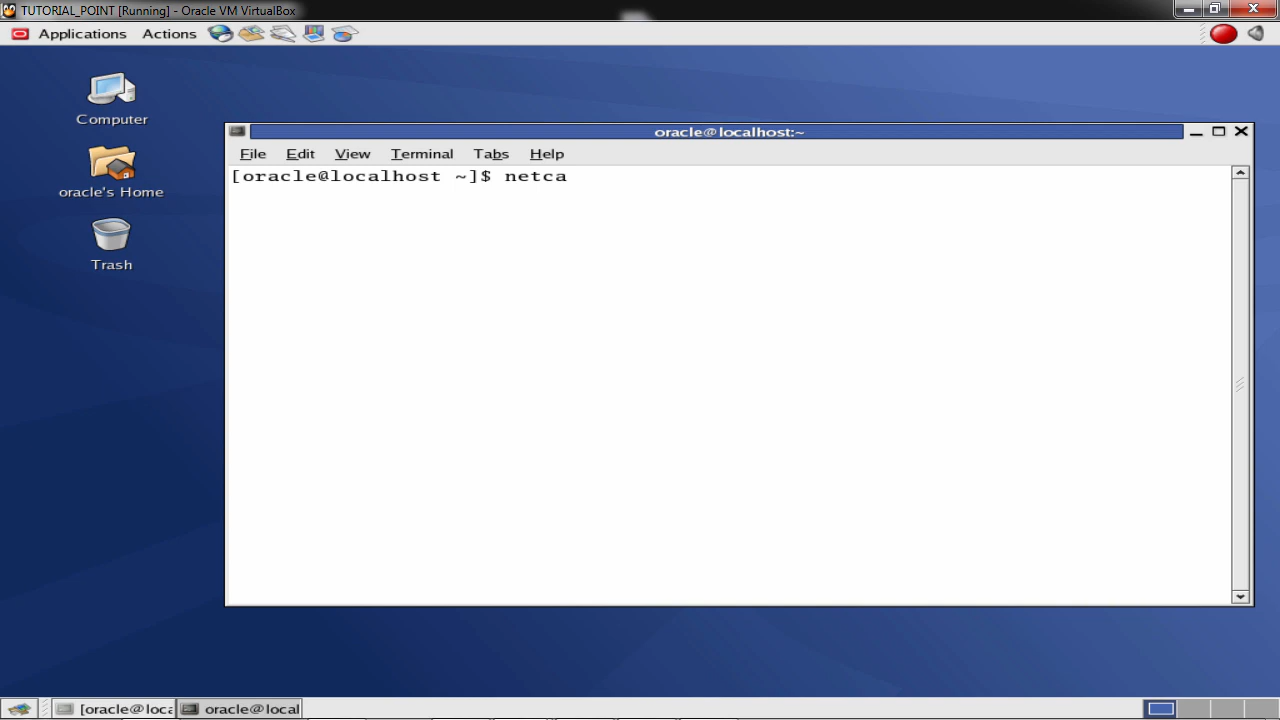 TUTORIAL_POINT [Running] - Oracle VM VirtualBox
Applications Actions
Computer
oracle's Home
Trash
oracle@localhost:~
File Edit View Terminal Tabs Help
[oracle@localhost ~]$ netca
[oracle@loca oracle@local